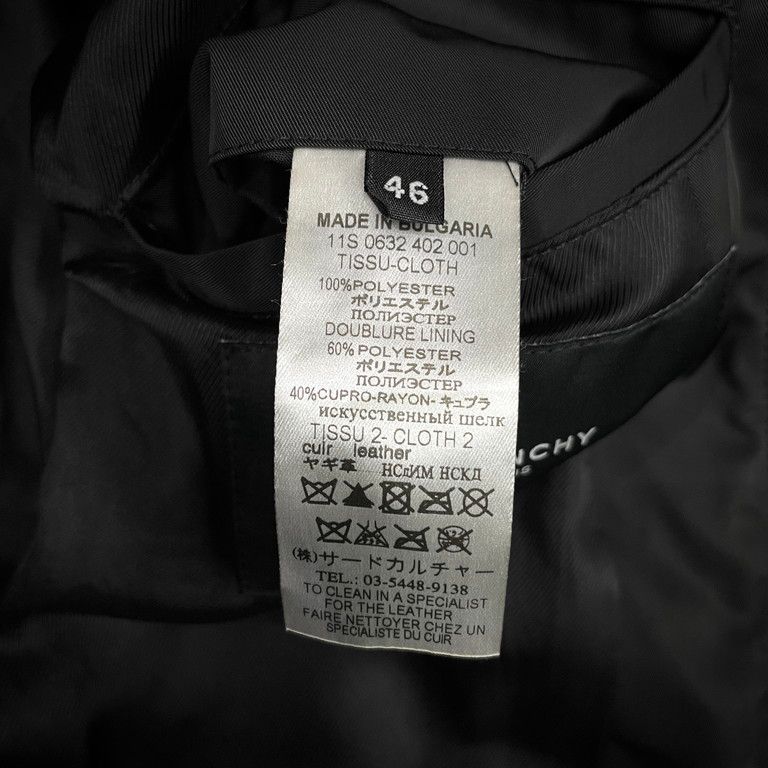 46
MADE IN BULGARIA
11S 0632 402 001
TISSU-CLOTH
100%POLYESTER
ポリエステル
ПОЛИЭСТЕР
DOUBLURE LINING
60% POLYESTER
ポリエステル
ПОЛИЭСТЕР
40%CUPRO-RAYON-キュプラ
искусственный шелк
TISSU 2- CLOTH 2
cuir leather
ヤギ革 НСдИМ НСКД
(株)サードカルチャー
TEL.: 03-5448-9138
TO CLEAN IN A SPECIALIST
FOR THE LEATHER
FAIRE NETTOYER CHEZ UN
SPECIALISTE DU CUIR
NCHY